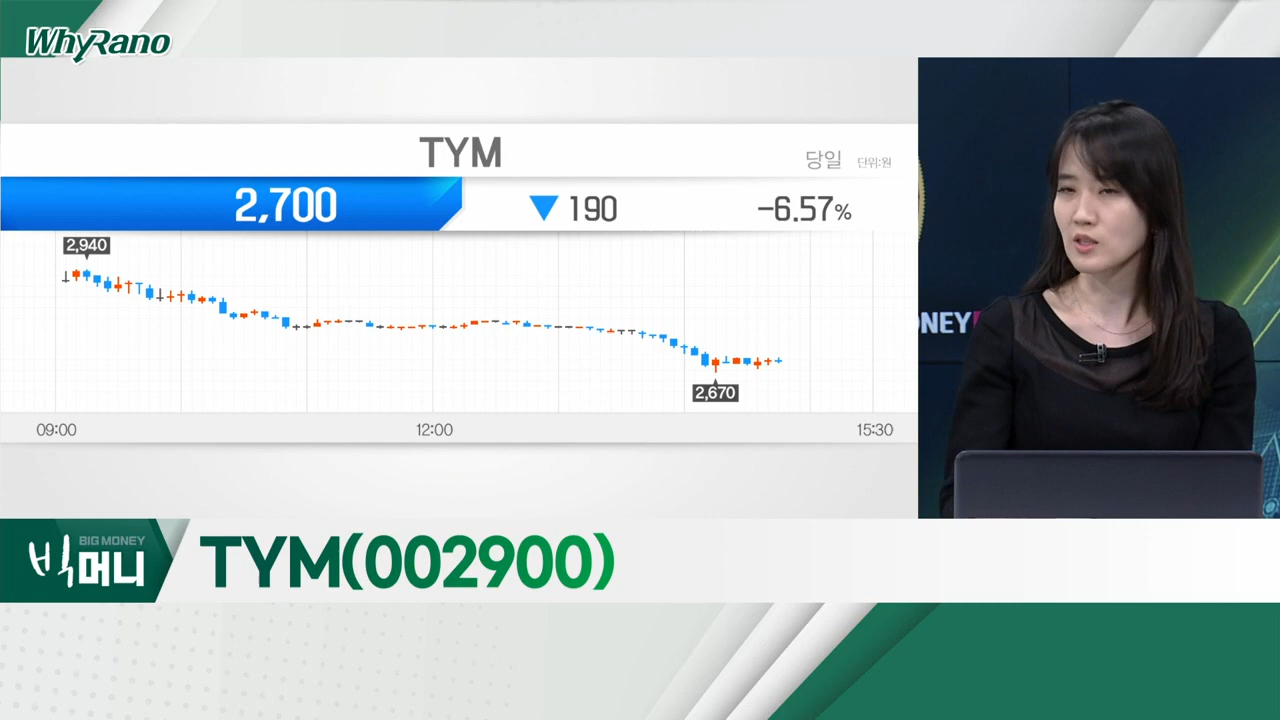 WhyRano
TYM
당일 단위:원
2,700 ▼ 190 -6.57%
2,940
2,670
09:00 12:00 15:30
ONEY
BIG MONEY
빅머니
TYM(002900)